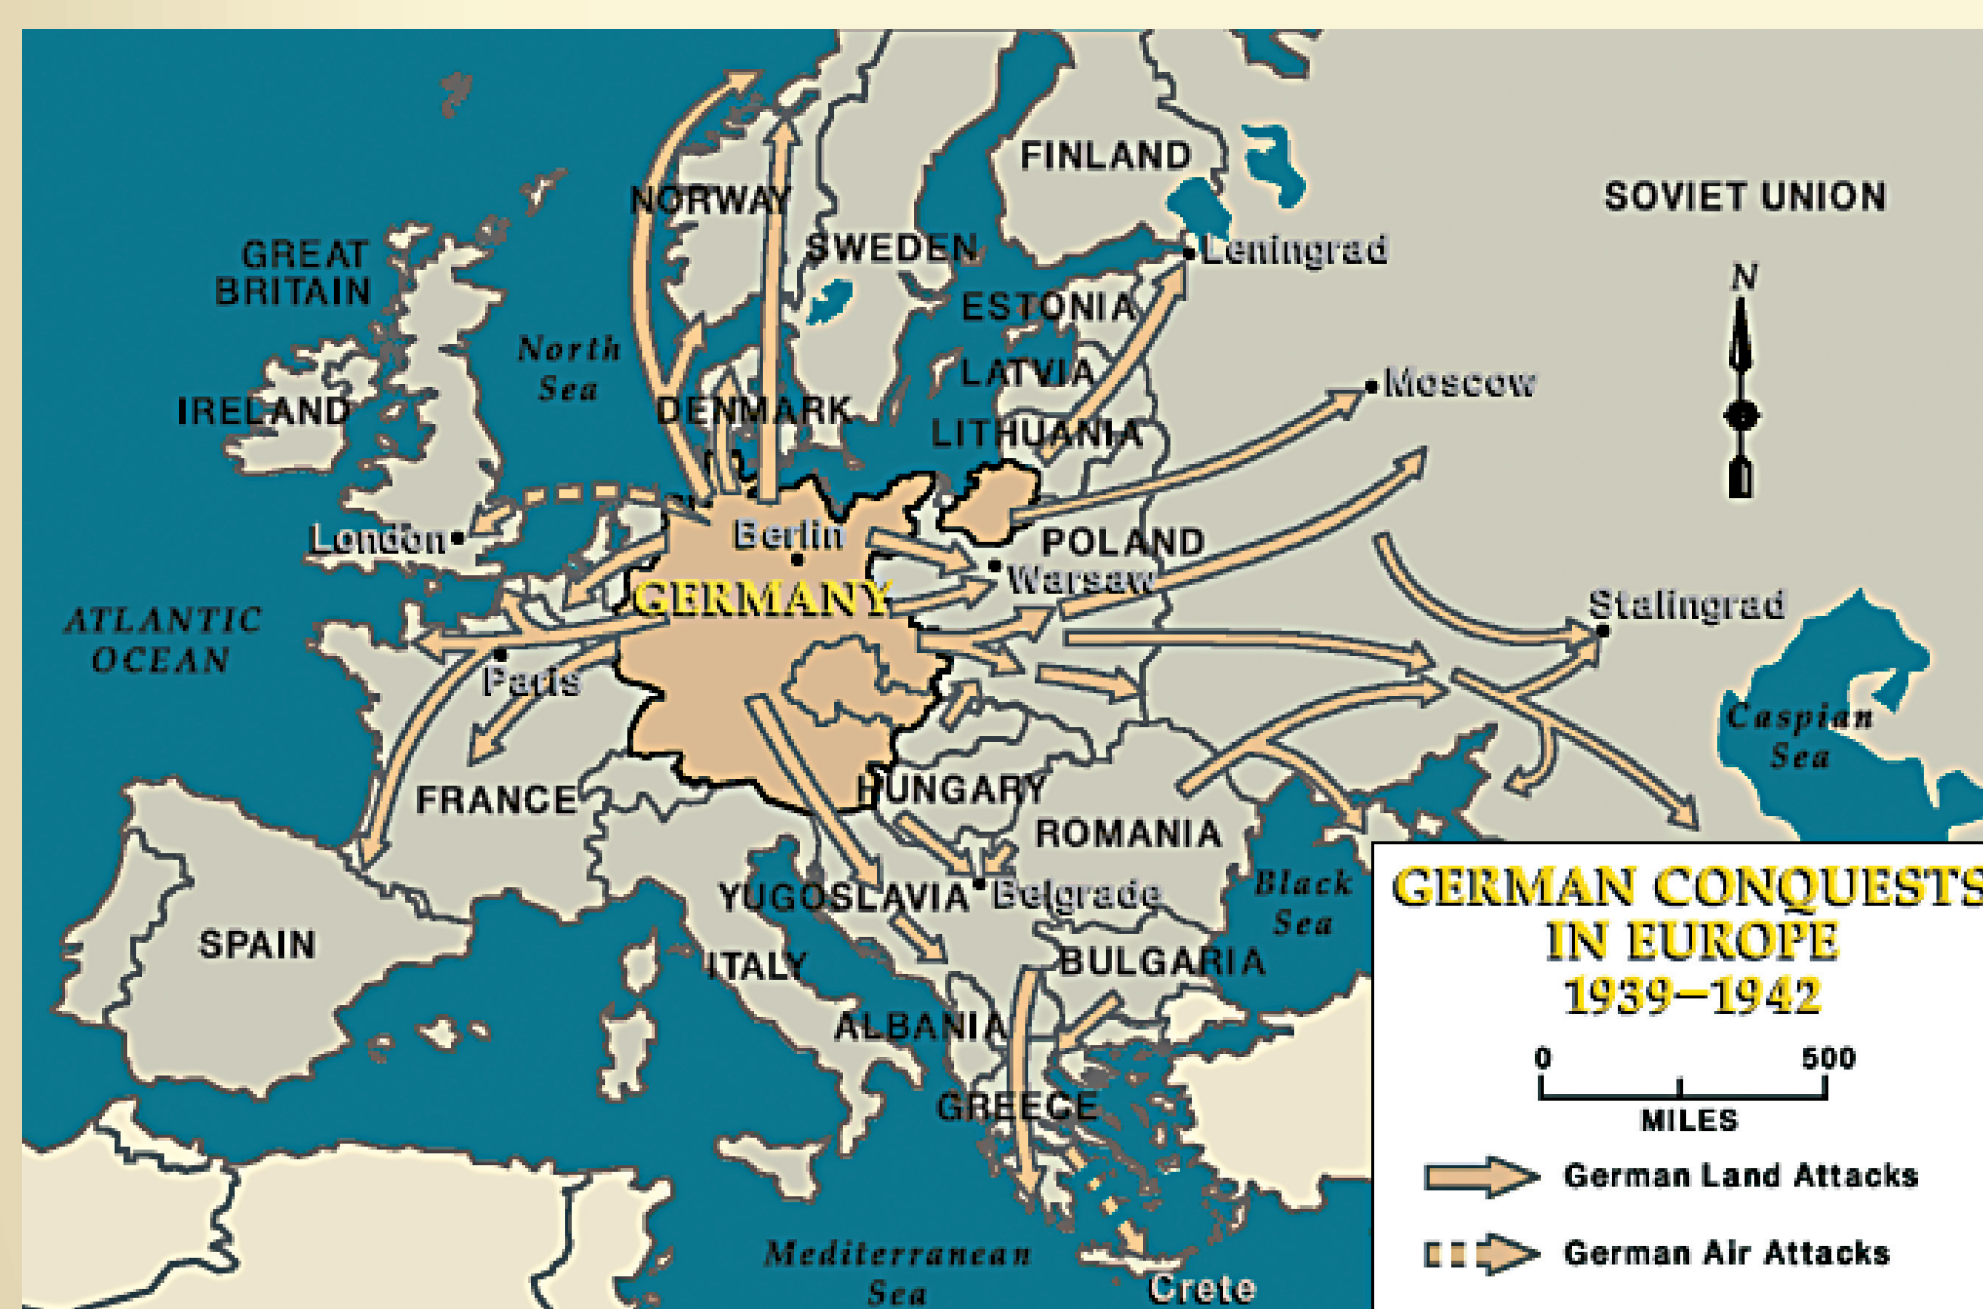 FINLAND
SOVIET UNION
NORWAY
SWEDEN
Leningrad
GREAT
BRITAIN
N
ESTONIA
North
Sea
LATVIA
Moscow
IRELAND
DENMARK
LITHUANIA
London
Berlin
POLAND
Warsaw
GERMANY
Stalingrad
ATLANTIC
OCEAN
Paris
Caspian
Sea
FRANCE
HUNGARY
ROMANIA
YUGOSLAVIA
Belgrade
Black
Sea
SPAIN
ITALY
BULGARIA
ALBANIA
GREECE
Mediterranean
Sea
Crete
GERMAN CONQUESTS
IN EUROPE
1939–1942
0 500
MILES
German Land Attacks
German Air Attacks